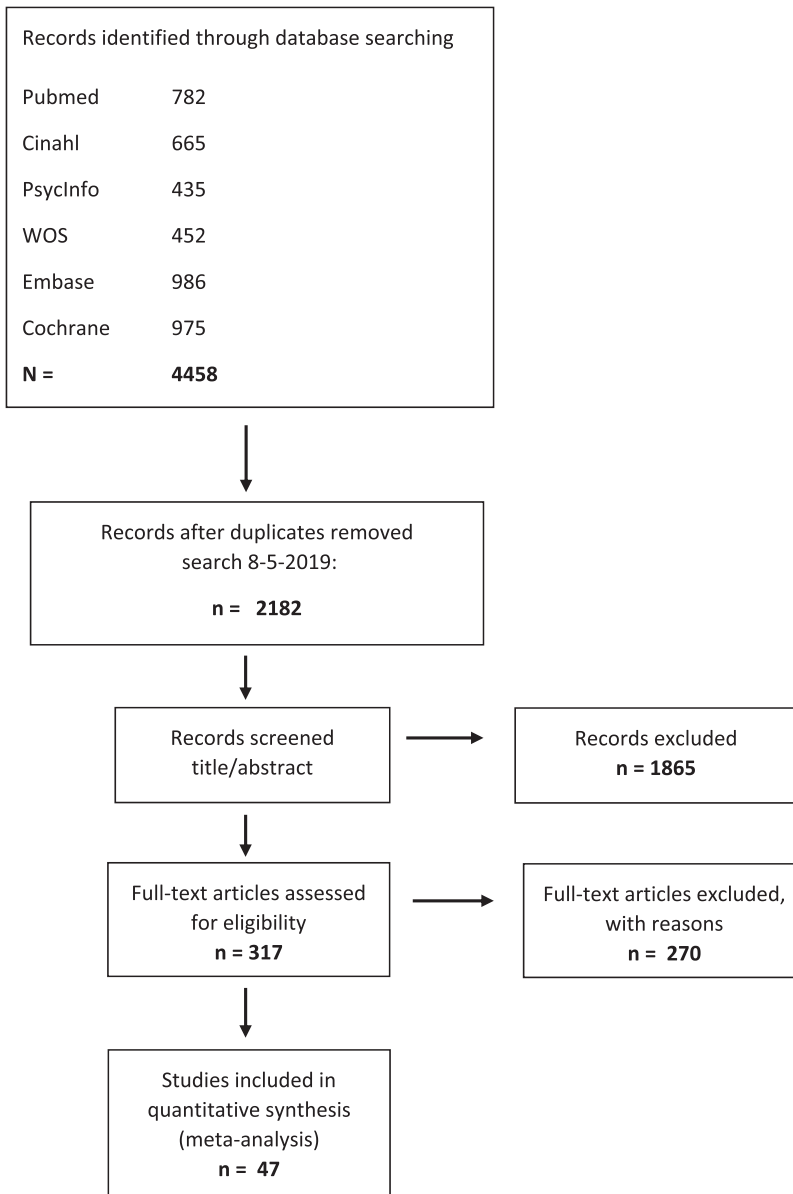 Records identified through database searching
Pubmed 782
Cinahl 665
PsycInfo 435
WOS 452
Embase 986
Cochrane 975
N = 4458
Records after duplicates removed
search 8-5-2019:
n = 2182
Records screened
title/abstract
Records excluded
n = 1865
Full-text articles assessed
for eligibility
n = 317
Full-text articles excluded,
with reasons
n = 270
Studies included in
quantitative synthesis
(meta-analysis)
n = 47